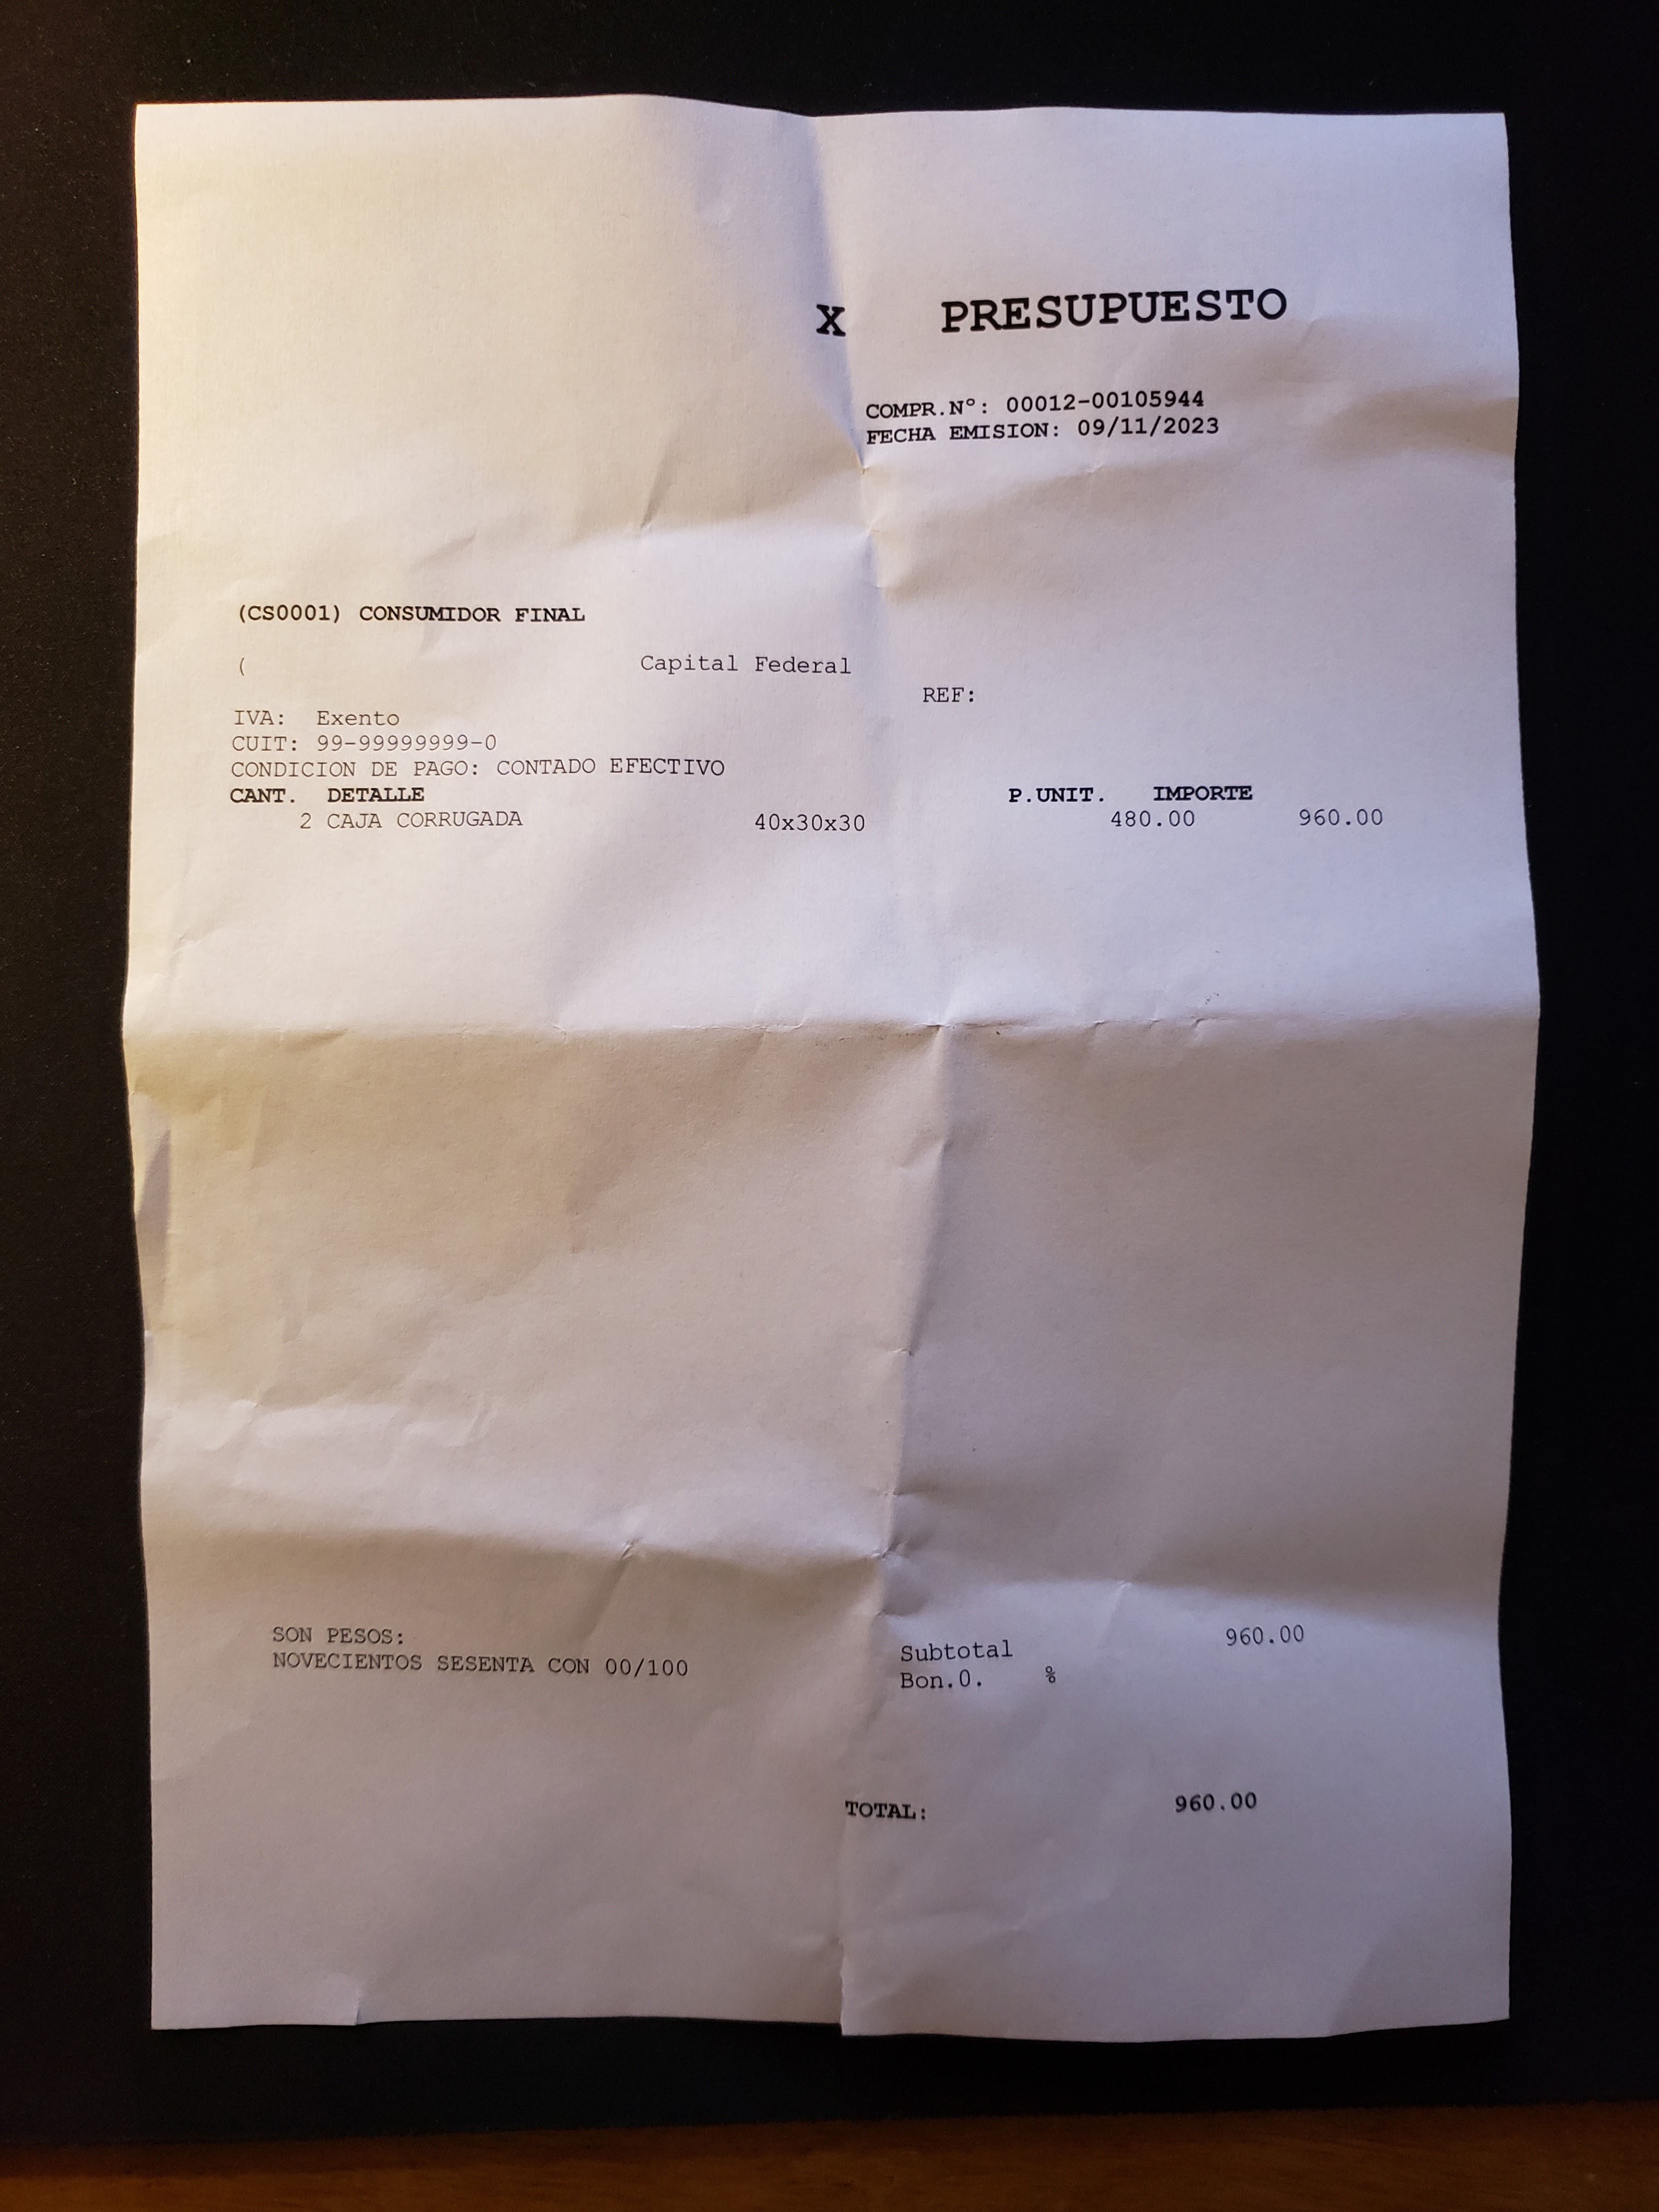 X PRESUPUESTO
COMPR.Nº: 00012-00105944
FECHA EMISION: 09/11/2023
(CS0001) CONSUMIDOR FINAL
( Capital Federal
REF:
IVA: Exento
CUIT: 99-99999999-0
CONDICION DE PAGO: CONTADO EFECTIVO
CANT. DETALLE P.UNIT. IMPORTE
2 CAJA CORRUGADA 40x30x30 480.00 960.00
SON PESOS:
NOVECIENTOS SESENTA CON 00/100
Subtotal 960.00
Bon.0. %
TOTAL: 960.00